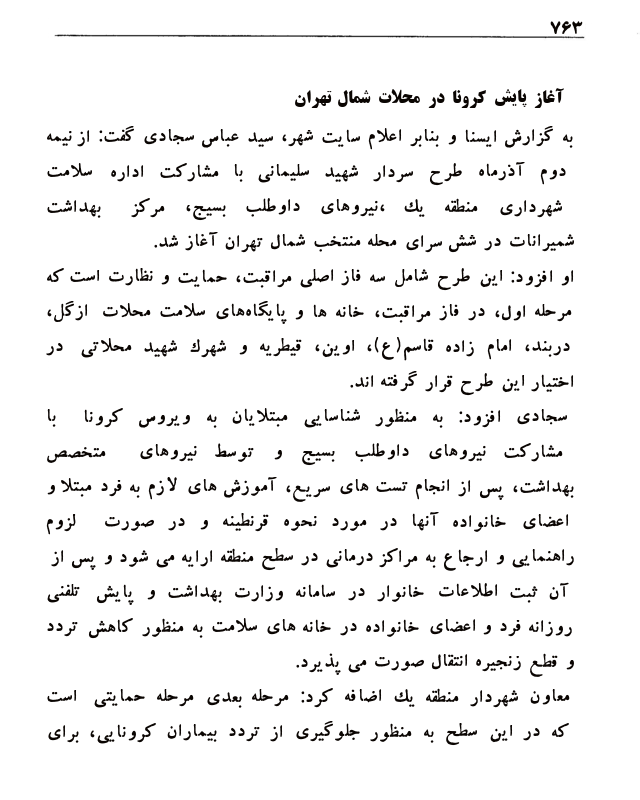 ۷۶۳
آغاز پایش کرونا در محلات شمال تهران
به گزارش ایسنا و بنابر اعلام سایت شهر، سید عباس سجادی گفت: از نیمه
دوم آذرماه طرح سردار شهید سلیمانی با مشارکت اداره سلامت
شهرداری منطقه یك ،نیروهای داوطلب بسیج، مرکز بهداشت
شمیرانات در شش سرای محله منتخب شمال تهران آغاز شد.
او افزود: این طرح شامل سه فاز اصلی مراقبت، حمایت و نظارت است که
مرحله اول، در فاز مراقبت، خانه ها و پایگاه‌های سلامت محلات ازگل،
دربند، امام زاده قاسم(ع)، اوین، قیطریه و شهرك شهید محلاتی در
اختیار این طرح قرار گرفته اند.
سجادی افزود: به منظور شناسایی مبتلایان به ویروس کرونا با
مشارکت نیروهای داوطلب بسیج و توسط نیروهای متخصص
بهداشت، پس از انجام تست های سریع، آموزش های لازم به فرد مبتلا و
اعضای خانواده آنها در مورد نحوه قرنطینه و در صورت لزوم
راهنمایی و ارجاع به مراکز درمانی در سطح منطقه ارایه می شود و پس از
آن ثبت اطلاعات خانوار در سامانه وزارت بهداشت و پایش تلفنی
روزانه فرد و اعضای خانواده در خانه های سلامت به منظور کاهش تردد
و قطع زنجیره انتقال صورت می پذیرد.
معاون شهردار منطقه یك اضافه کرد: مرحله بعدی مرحله حمایتی است
که در این سطح به منظور جلوگیری از تردد بیماران کرونایی، برای